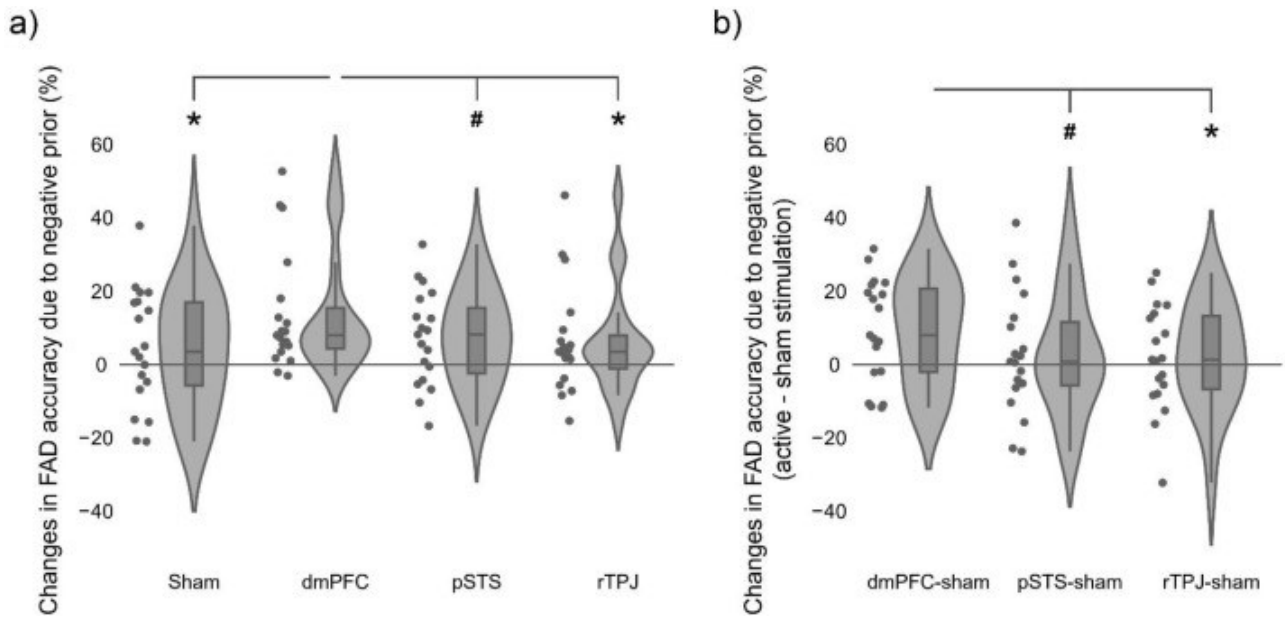 a)
Changes in FAD accuracy due to negative prior (%)
* # *
60
40
20
0
−20
−40
Sham dmPFC pSTS rTPJ
b)
Changes in FAD accuracy due to negative prior (%)
(active - sham stimulation)
# *
60
40
20
0
−20
−40
dmPFC-sham pSTS-sham rTPJ-sham